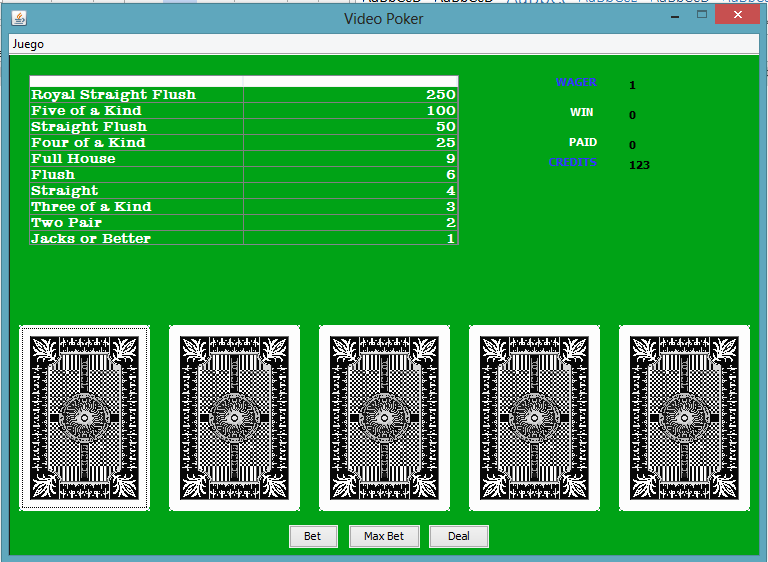 Video Poker
Juego
Royal Straight Flush 250
Five of a Kind 100
Straight Flush 50
Four of a Kind 25
Full House 9
Flush 6
Straight 4
Three of a Kind 3
Two Pair 2
Jacks or Better 1
WAGER 1
WIN 0
PAID 0
CREDITS 123
Bet Max Bet Deal